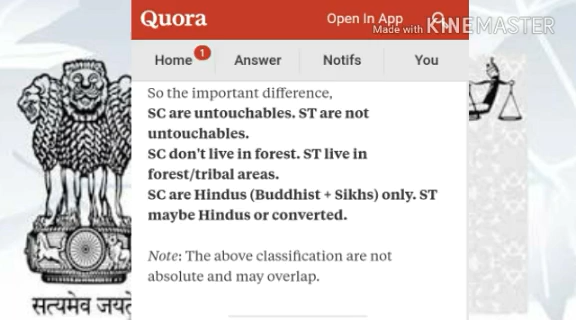 Quora
Open In App
Made with KINEMASTER
Home 1 Answer Notifs You
So the important difference,
SC are untouchables. ST are not
untouchables.
SC don't live in forest. ST live in
forest/tribal areas.
SC are Hindus (Buddhist + Sikhs) only. ST
maybe Hindus or converted.
Note: The above classification are not
absolute and may overlap.
सत्यमेव